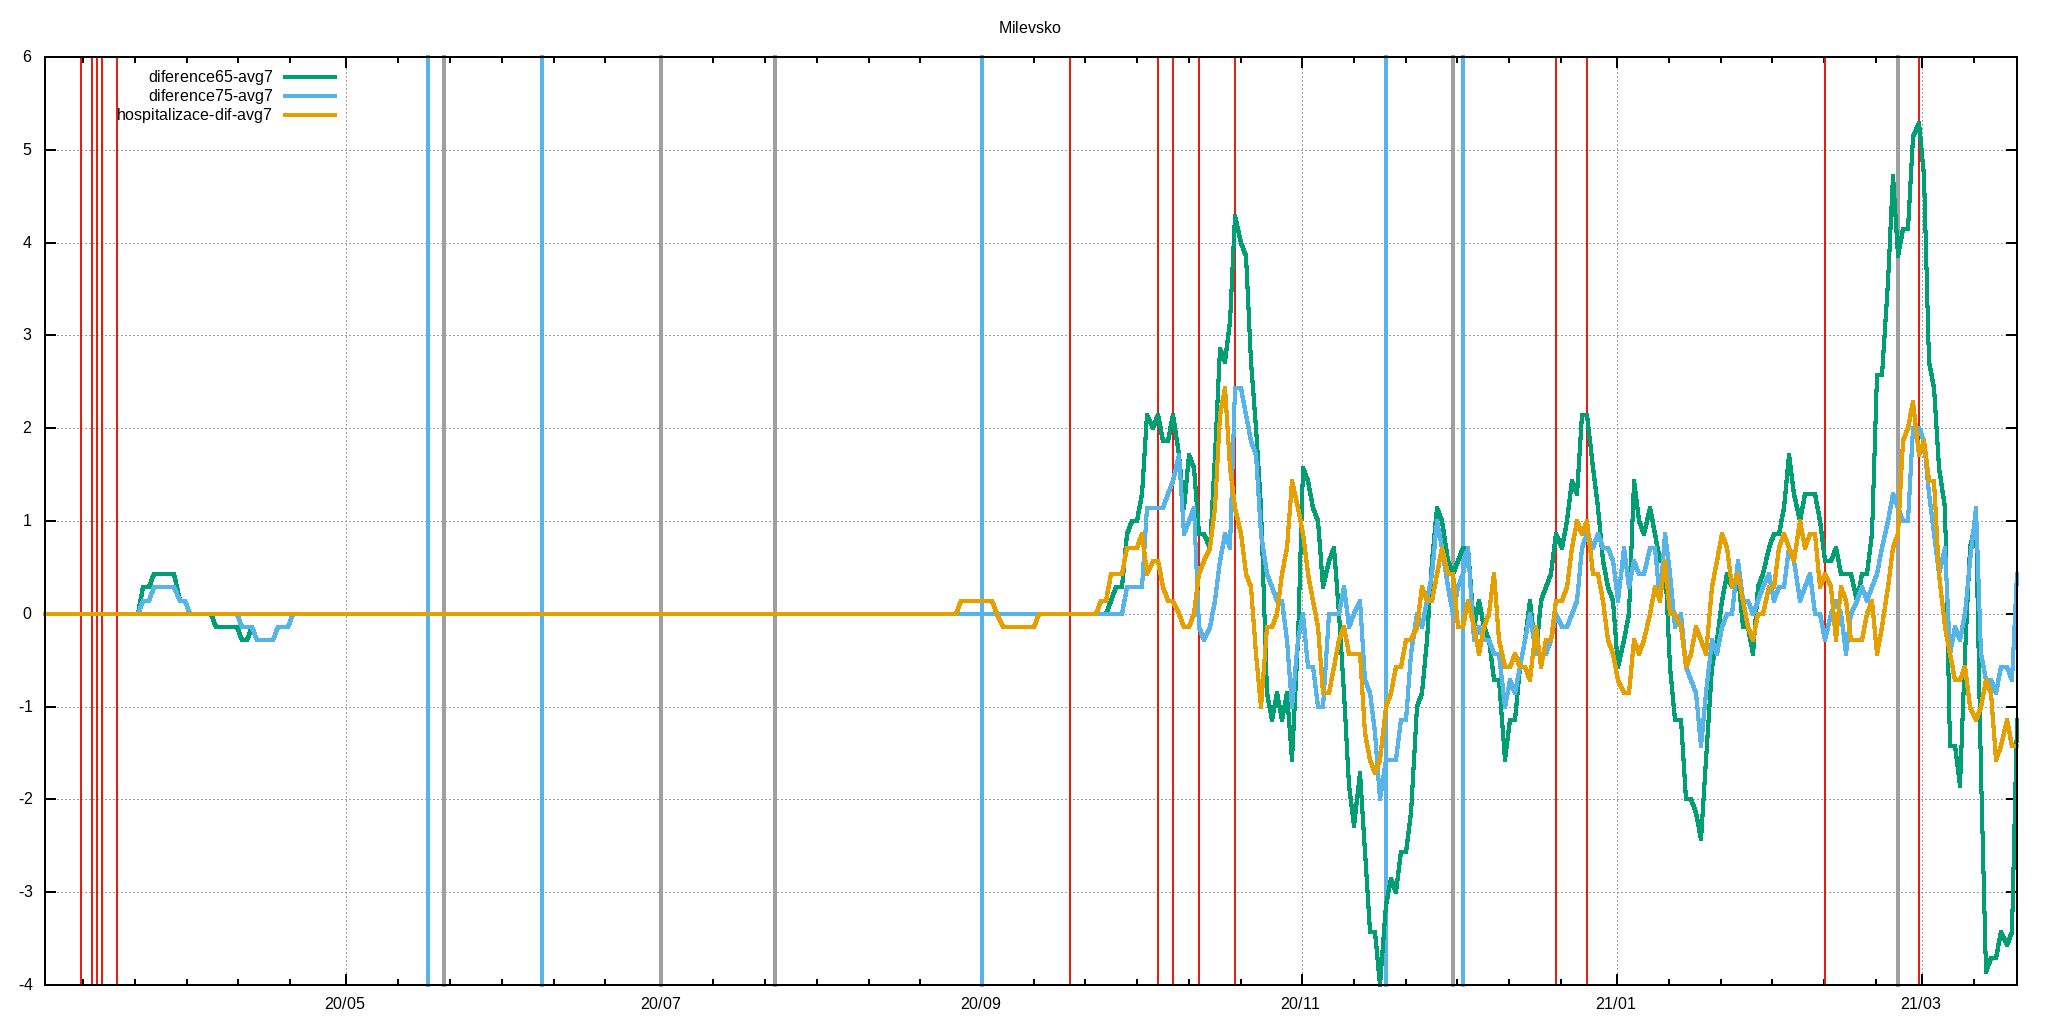 Milevsko
diference65-avg7
diference75-avg7
hospitalizace-dif-avg7
6
5
4
3
2
1
0
-1
-2
-3
-4
20/05 20/07 20/09 20/11 21/01 21/03